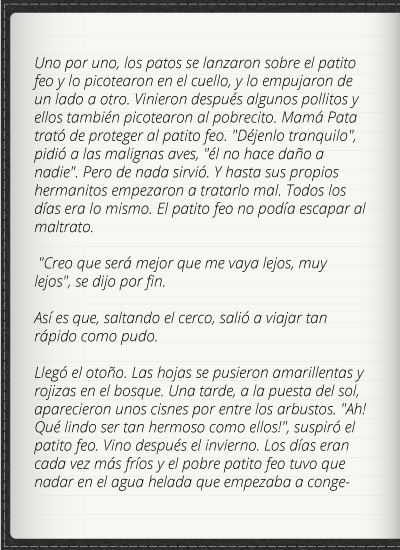 Uno por uno, los patos se lanzaron sobre el patito
feo y lo picotearon en el cuello, y lo empujaron de
un lado a otro. Vinieron después algunos pollitos y
ellos también picotearon al pobrecito. Mamá Pata
trató de proteger al patito feo. "Déjenlo tranquilo",
pidió a las malignas aves, "él no hace daño a
nadie". Pero de nada sirvió. Y hasta sus propios
hermanitos empezaron a tratarlo mal. Todos los
días era lo mismo. El patito feo no podía escapar al
maltrato.
"Creo que será mejor que me vaya lejos, muy
lejos", se dijo por fin.
Así es que, saltando el cerco, salió a viajar tan
rápido como pudo.
Llegó el otoño. Las hojas se pusieron amarillentas y
rojizas en el bosque. Una tarde, a la puesta del sol,
aparecieron unos cisnes por entre los arbustos. "Ah!
Qué lindo ser tan hermoso como ellos!", suspiró el
patito feo. Vino después el invierno. Los días eran
cada vez más fríos y el pobre patito feo tuvo que
nadar en el agua helada que empezaba a conge-